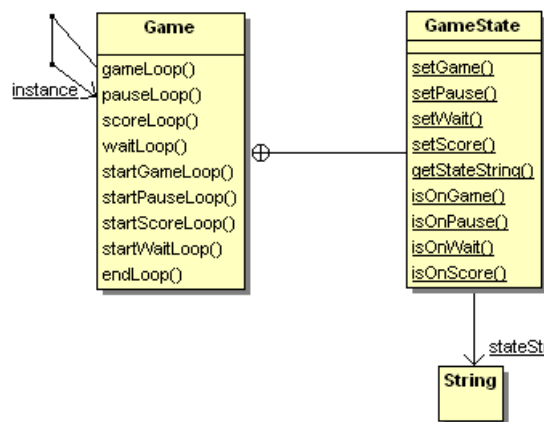 Game
gameLoop()
instance
pauseLoop()
scoreLoop()
waitLoop()
startGameLoop()
startPauseLoop()
startScoreLoop()
startWaitLoop()
endLoop()
GameState
setGame()
setPause()
setWait()
setScore()
getStateString()
isOnGame()
isOnPause()
isOnWait()
isOnScore()
String